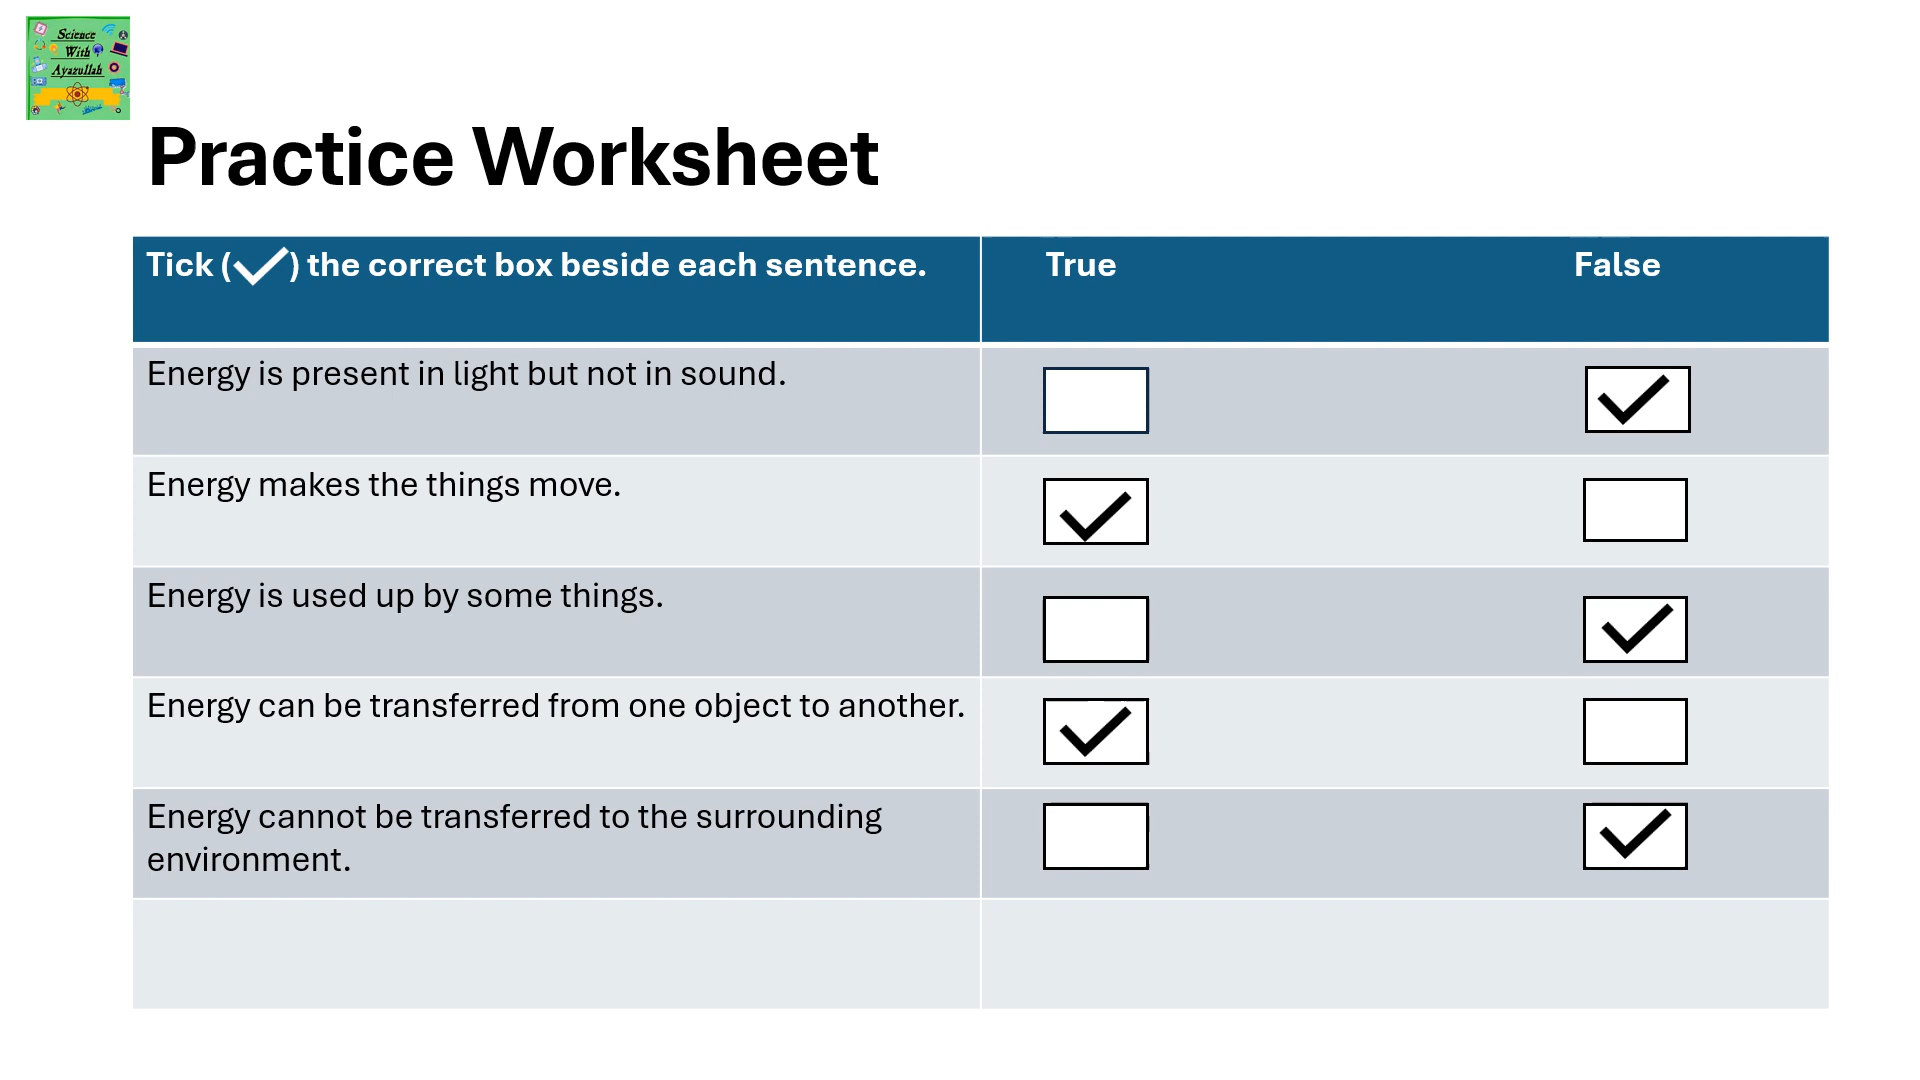 Science
With
Ayazullah
Practice Worksheet
Tick (✓) the correct box beside each sentence. True False
Energy is present in light but not in sound. ✓
Energy makes the things move. ✓
Energy is used up by some things. ✓
Energy can be transferred from one object to another. ✓
Energy cannot be transferred to the surrounding
environment. ✓